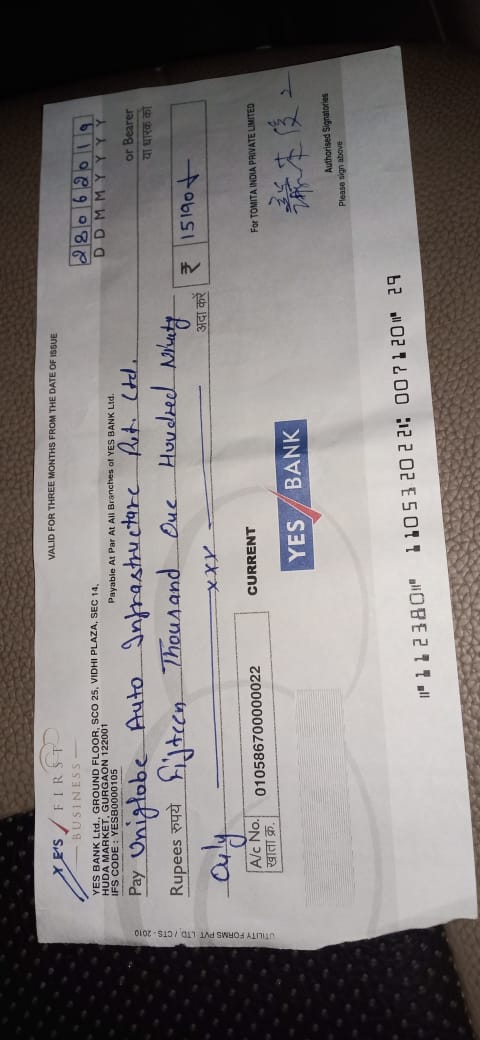 YES FIRST
BUSINESS
VALID FOR THREE MONTHS FROM THE DATE OF ISSUE
28062019
D D M M Y Y Y Y
YES BANK Ltd., GROUND FLOOR, SCO 25, VIDHI PLAZA, SEC 14,
HUDA MARKET, GURGAON 122001
IFS CODE : YESB0000105
Payable At Par At All Branches of YES BANK Ltd.
Pay Uniglobe Auto Infrastructure Pvt. Ltd. or Bearer
या धारक को
Rupees रुपये Fifteen Thousand One Hundred Ninety
Only xxx अदा करें ₹ 15190/-
A/c No. 010586700000022 CURRENT
खाता क्र.
For TOMITA INDIA PRIVATE LIMITED
YES BANK
Authorised Signatories
Please sign above
UTILITY FORMS PVT. LTD. / CTS - 2010
⑈112380⑈ 110532022⑆ 007120⑈ 29